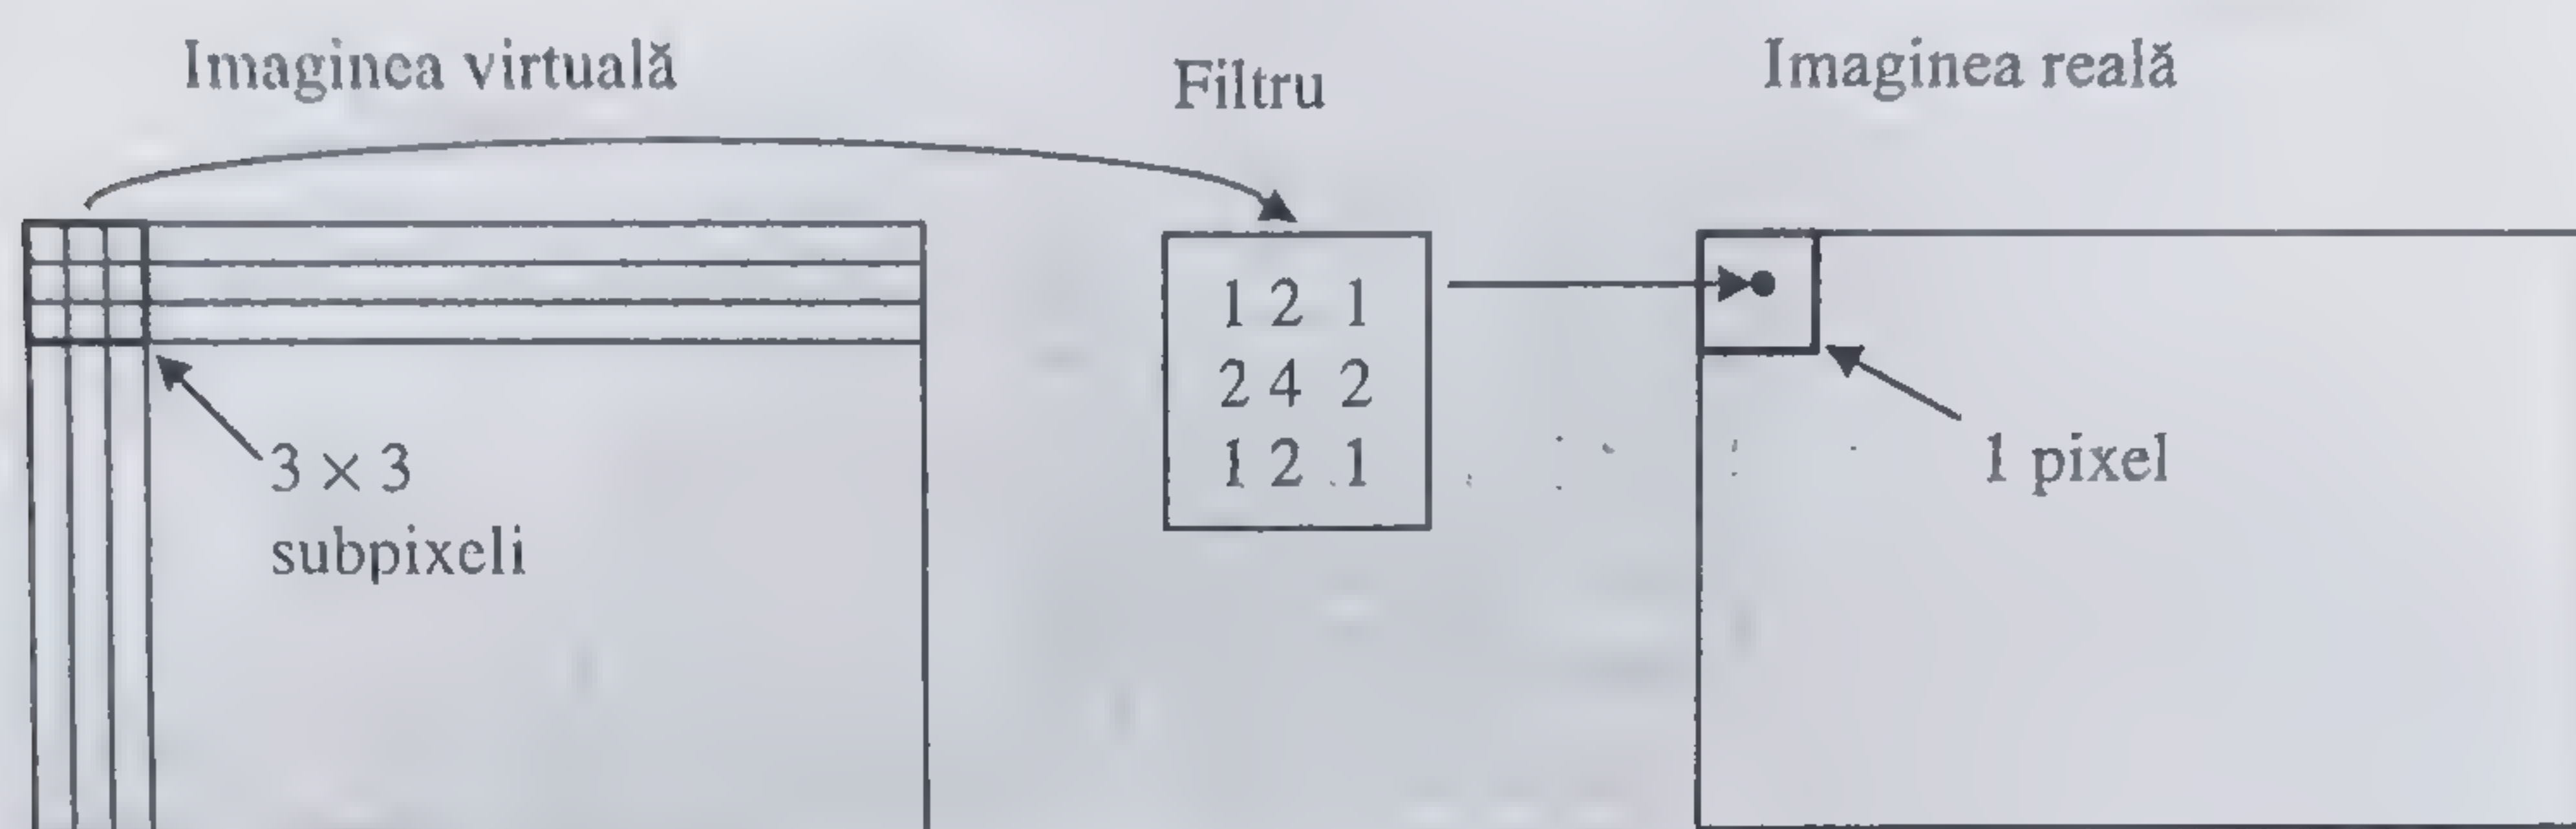 Imaginea virtuală
Filtru
Imaginea reală
1 2 1
2 4 2
1 2 1
3 × 3
subpixeli
1 pixel